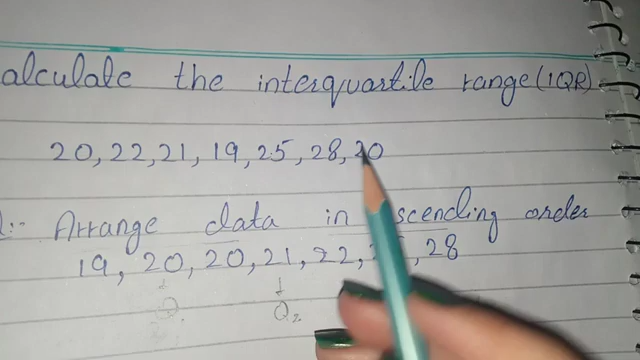 alculate the interquartile range (IQR)
20, 22, 21, 19, 25, 28, 20
:- Arrange data in scending order
19, 20, 20, 21, 22, , 28
Q₂